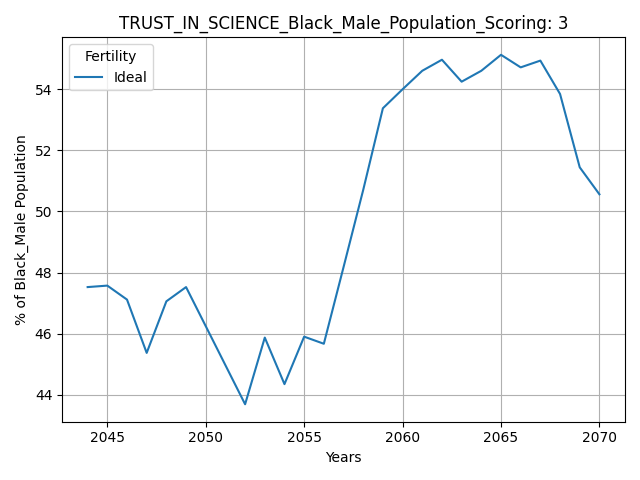 TRUST_IN_SCIENCE_Black_Male_Population_Scoring: 3
Fertility
Ideal
% of Black_Male Population
54
52
50
48
46
44
2045 2050 2055 2060 2065 2070
Years